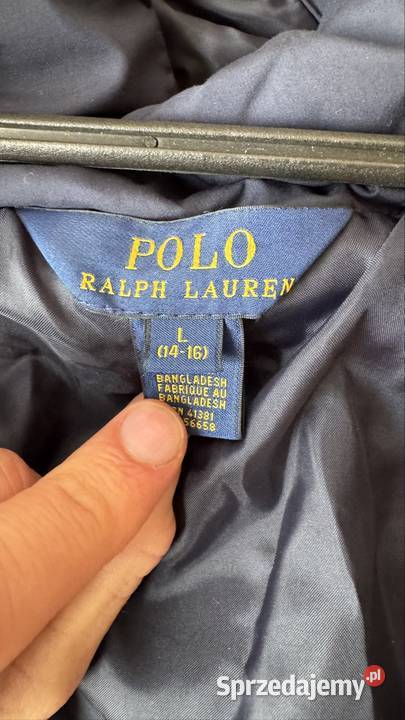 POLO
RALPH LAUREN
L
(14-16)
BANGLADESH
FABRIQUE AU
BANGLADESH
41381
56658
Sprzedajemy.pl